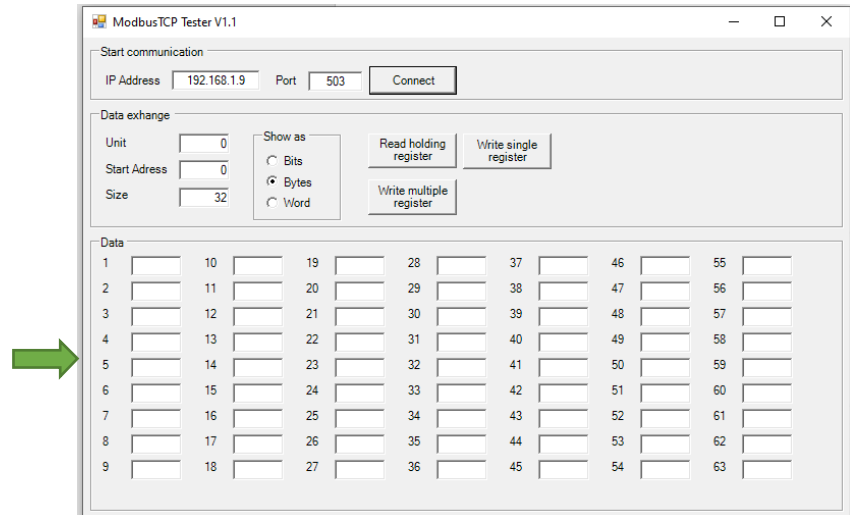 ModbusTCP Tester V1.1
Start communication
IP Address 192.168.1.9 Port 503 Connect
Data exhange
Unit 0
Start Adress 0
Size 32
Show as
Bits
Bytes
Word
Read holding
register
Write single
register
Write multiple
register
Data
1 10 19 28 37 46 55
2 11 20 29 38 47 56
3 12 21 30 39 48 57
4 13 22 31 40 49 58
5 14 23 32 41 50 59
6 15 24 33 42 51 60
7 16 25 34 43 52 61
8 17 26 35 44 53 62
9 18 27 36 45 54 63